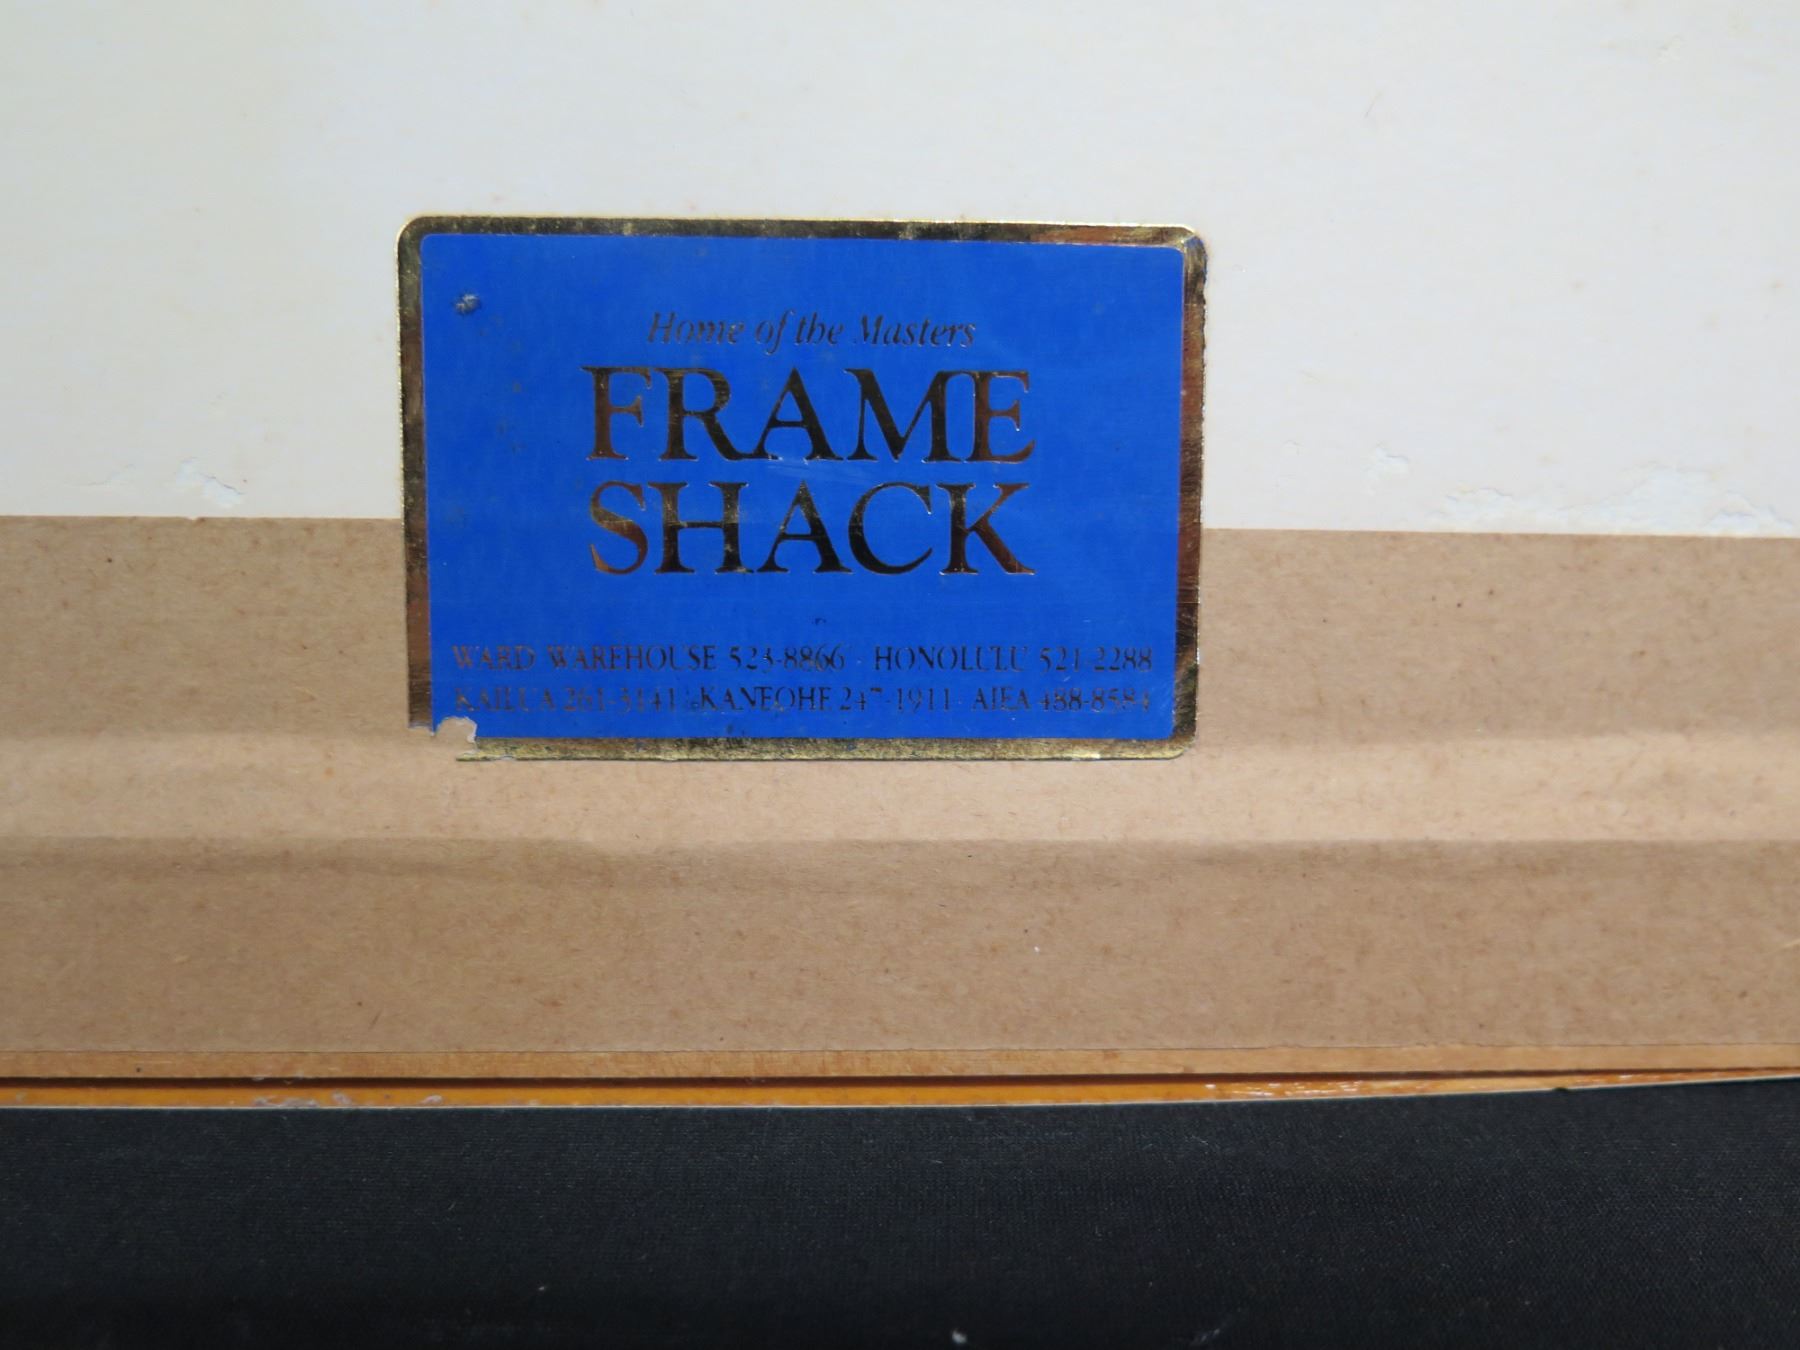 Home of the Masters
FRAME
SHACK
WARD WAREHOUSE 523-8866 · HONOLULU 521-2288
KAILUA 261-3141 · KANEOHE 247-1911 · AIEA 488-8584